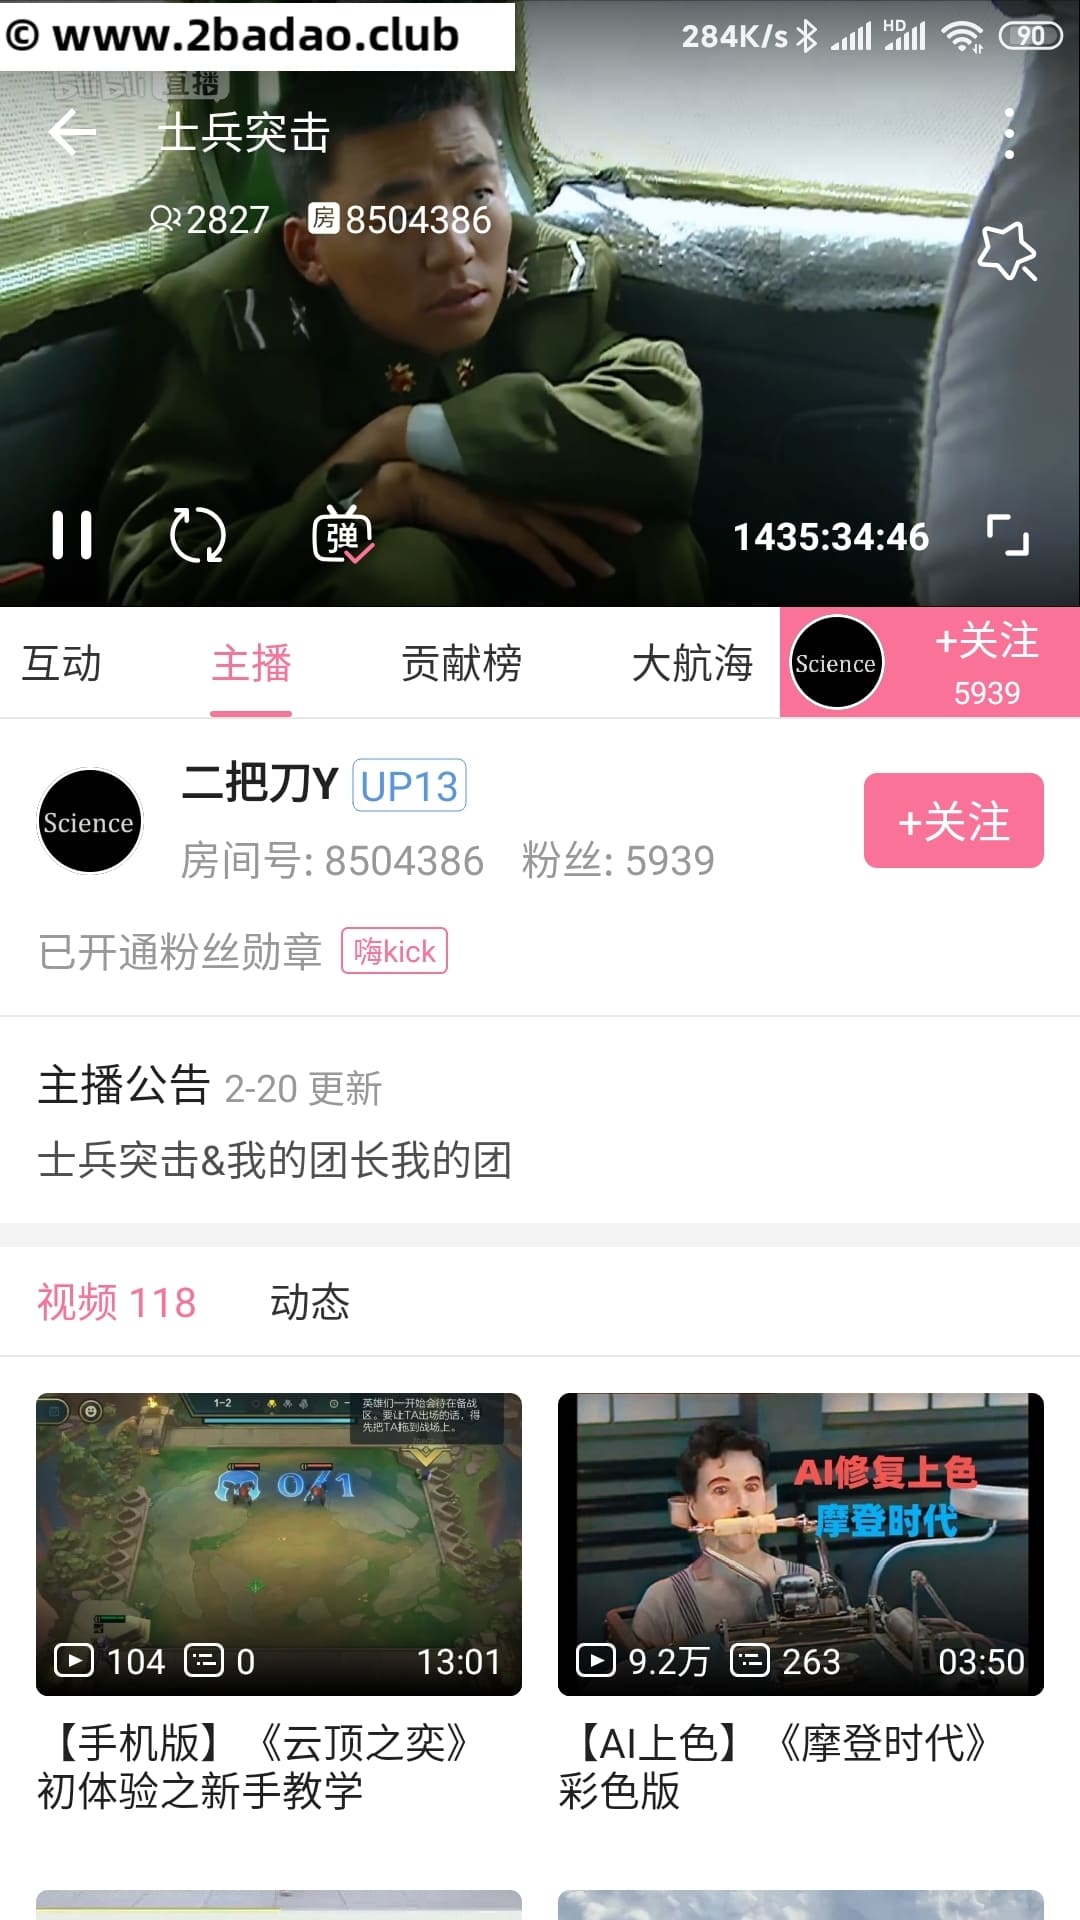 © www.2badao.club
284K/s HD 90
bilibili 直播
士兵突击
2827 房 8504386
弹 1435:34:46
互动 主播 贡献榜 大航海 Science +关注 5939
二把刀Y UP13
Science
房间号: 8504386 粉丝: 5939
+关注
已开通粉丝勋章 嗨kick
主播公告 2-20 更新
士兵突击&我的团长我的团
视频 118 动态
1-2
英雄们一开始会待在备战
区。要让TA出场的话，得
先把TA拖到战场上。
0/1
104 0 13:01
AI修复上色
摩登时代
9.2万 263 03:50
【手机版】《云顶之奕》
初体验之新手教学
【AI上色】《摩登时代》
彩色版